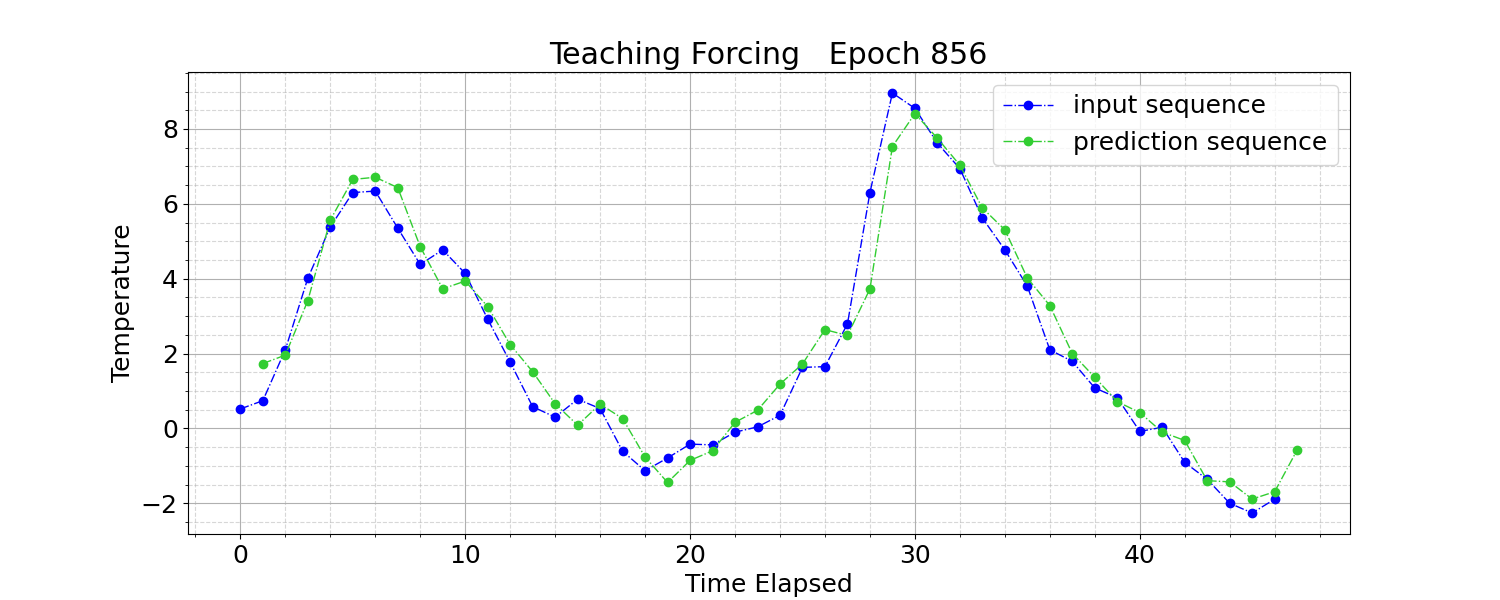 Teaching Forcing   Epoch 856
input sequence
prediction sequence
Temperature
8
6
4
2
0
−2
0 10 20 30 40
Time Elapsed